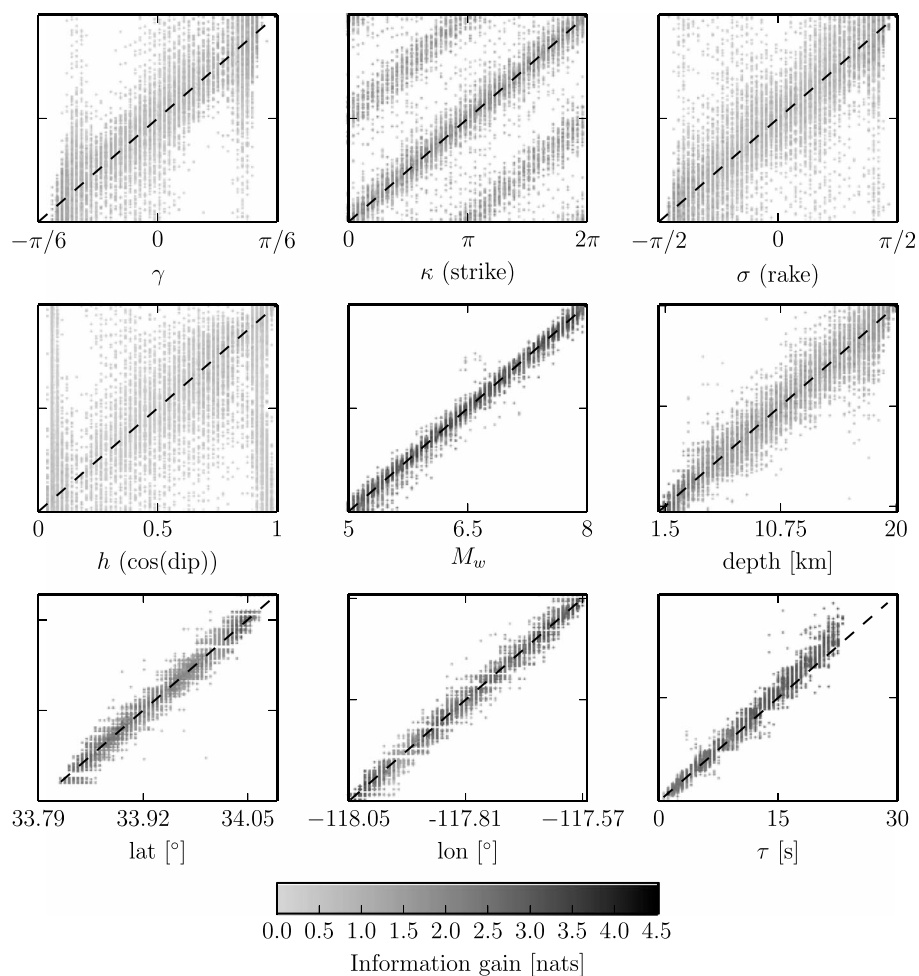 −π/6 0 π/6 0 π 2π −π/2 0 π/2
γ κ (strike) σ (rake)
0 0.5 1 5 6.5 8 1.5 10.75 20
h (cos(dip)) M_w depth [km]
33.79 33.92 34.05 −118.05 -117.81 −117.57 0 15 30
lat [°] lon [°] τ [s]
0.0 0.5 1.0 1.5 2.0 2.5 3.0 3.5 4.0 4.5
Information gain [nats]